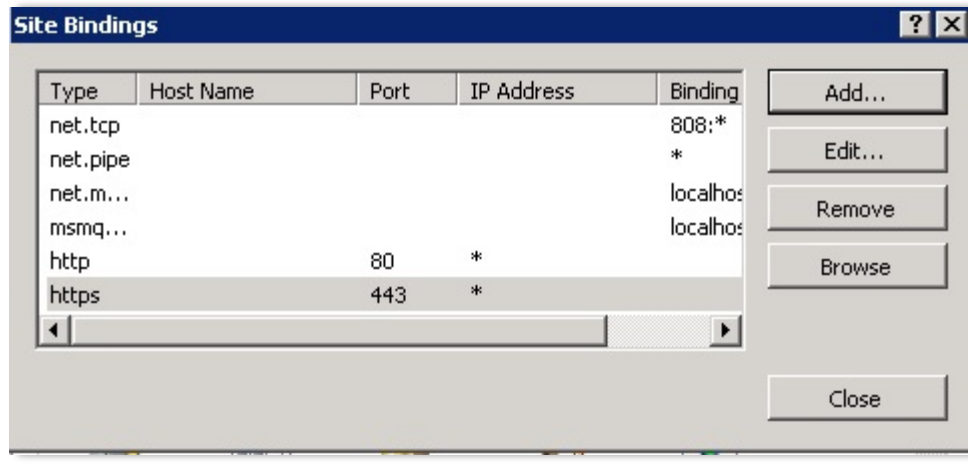 Site Bindings
Type Host Name Port IP Address Binding
net.tcp 808:*
net.pipe *
net.m... localhos
msmq... localhos
http 80 *
https 443 *
Add...
Edit...
Remove
Browse
Close